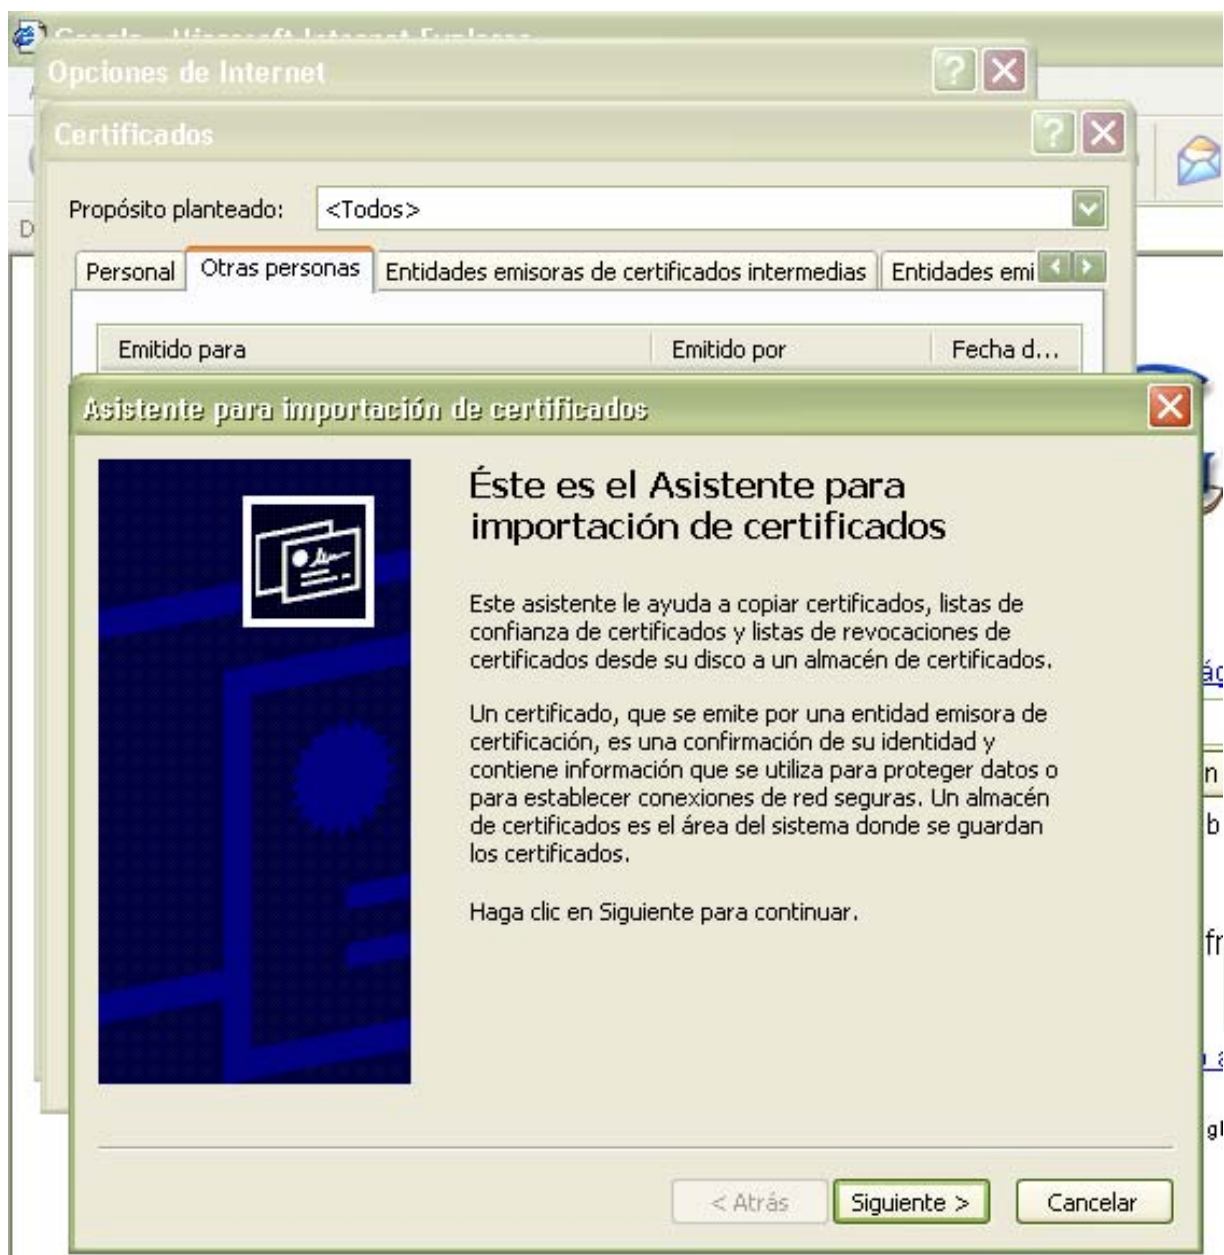 Google - Microsoft Internet Explorer
Opciones de Internet
Certificados
Propósito planteado: <Todos>
Personal Otras personas Entidades emisoras de certificados intermedias Entidades emi
Emitido para Emitido por Fecha d...
Asistente para importación de certificados
Éste es el Asistente para
importación de certificados
Este asistente le ayuda a copiar certificados, listas de
confianza de certificados y listas de revocaciones de
certificados desde su disco a un almacén de certificados.
Un certificado, que se emite por una entidad emisora de
certificación, es una confirmación de su identidad y
contiene información que se utiliza para proteger datos o
para establecer conexiones de red seguras. Un almacén
de certificados es el área del sistema donde se guardan
los certificados.
Haga clic en Siguiente para continuar.
< Atrás Siguiente > Cancelar